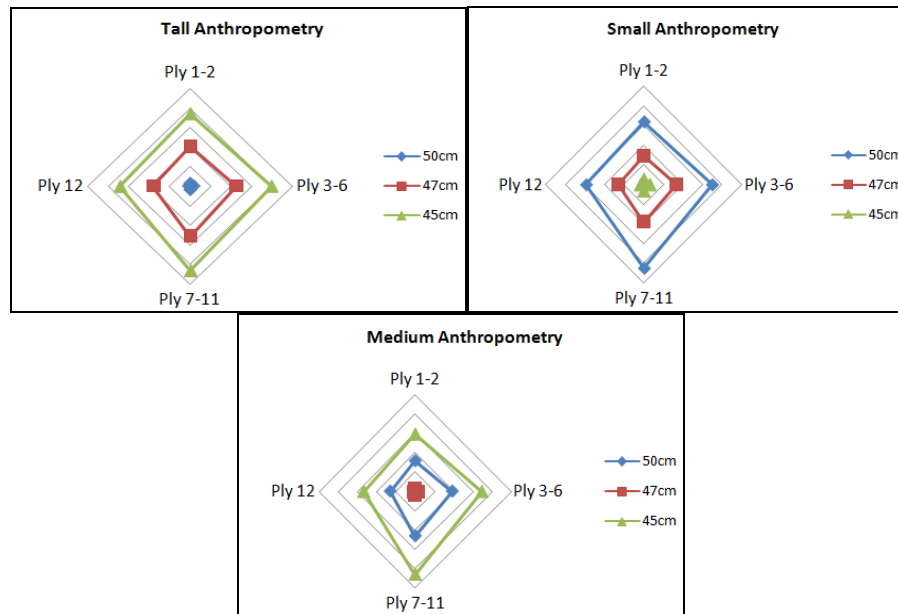 Tall Anthropometry
Ply 1-2
Ply 12
Ply 3-6
Ply 7-11
50cm
47cm
45cm
Small Anthropometry
Ply 1-2
Ply 12
Ply 3-6
Ply 7-11
50cm
47cm
45cm
Medium Anthropometry
Ply 1-2
Ply 12
Ply 3-6
Ply 7-11
50cm
47cm
45cm